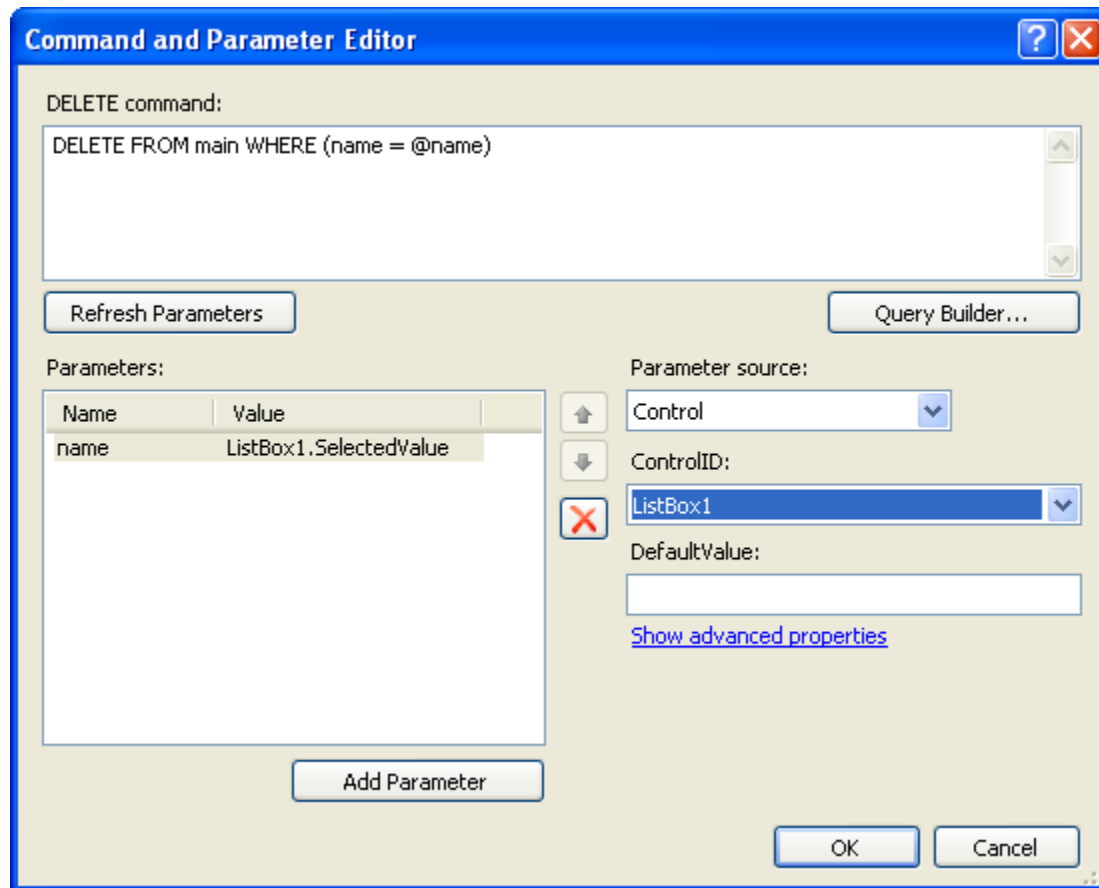 Command and Parameter Editor
DELETE command:
DELETE FROM main WHERE (name = @name)
Refresh Parameters
Query Builder...
Parameters:
Parameter source:
Name Value
Control
name ListBox1.SelectedValue
ControlID:
ListBox1
DefaultValue:
Show advanced properties
Add Parameter
OK Cancel